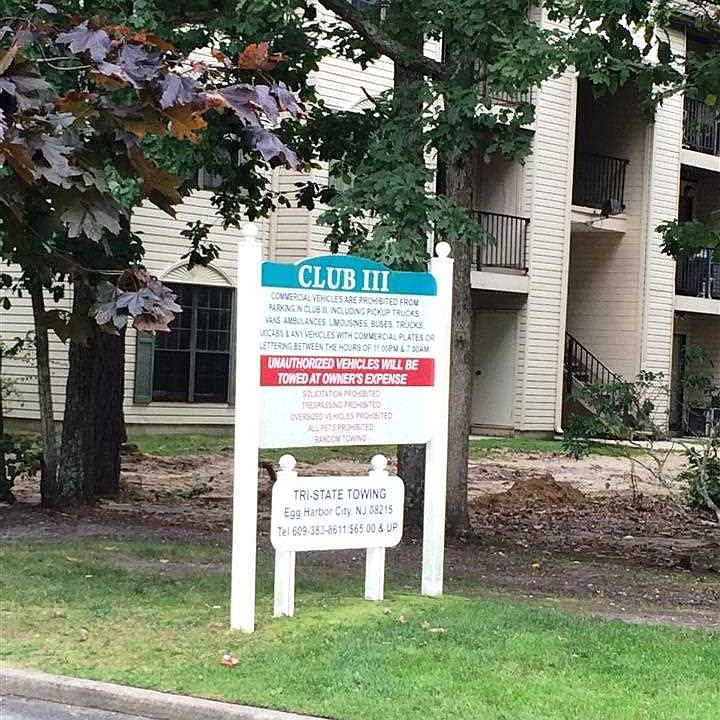 CLUB III
COMMERCIAL VEHICLES ARE PROHIBITED FROM
PARKING IN CLUB III, INCLUDING PICKUP TRUCKS,
VANS, AMBULANCES, LIMOUSINES, BUSES, TRUCKS,
& ANY VEHICLES WITH COMMERCIAL PLATES OR
LETTERING BETWEEN THE HOURS OF 11:00PM & 7:00AM
UNAUTHORIZED VEHICLES WILL BE
TOWED AT OWNER'S EXPENSE
SOLICITATION PROHIBITED
TRESPASSING PROHIBITED
OVERSIZED VEHICLES PROHIBITED
ALL PETS PROHIBITED
RANDOM TOWING
TRI-STATE TOWING
Egg Harbor City, NJ 08215
Tel 609-383-8611/$65.00 & UP